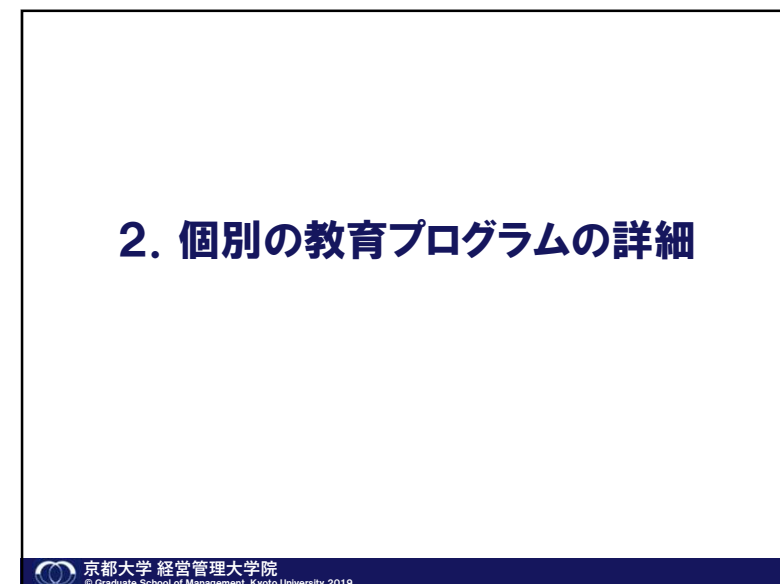 ２．個別の教育プログラムの詳細
京都大学 経営管理大学院
© Graduate School of Management, Kyoto University 2019